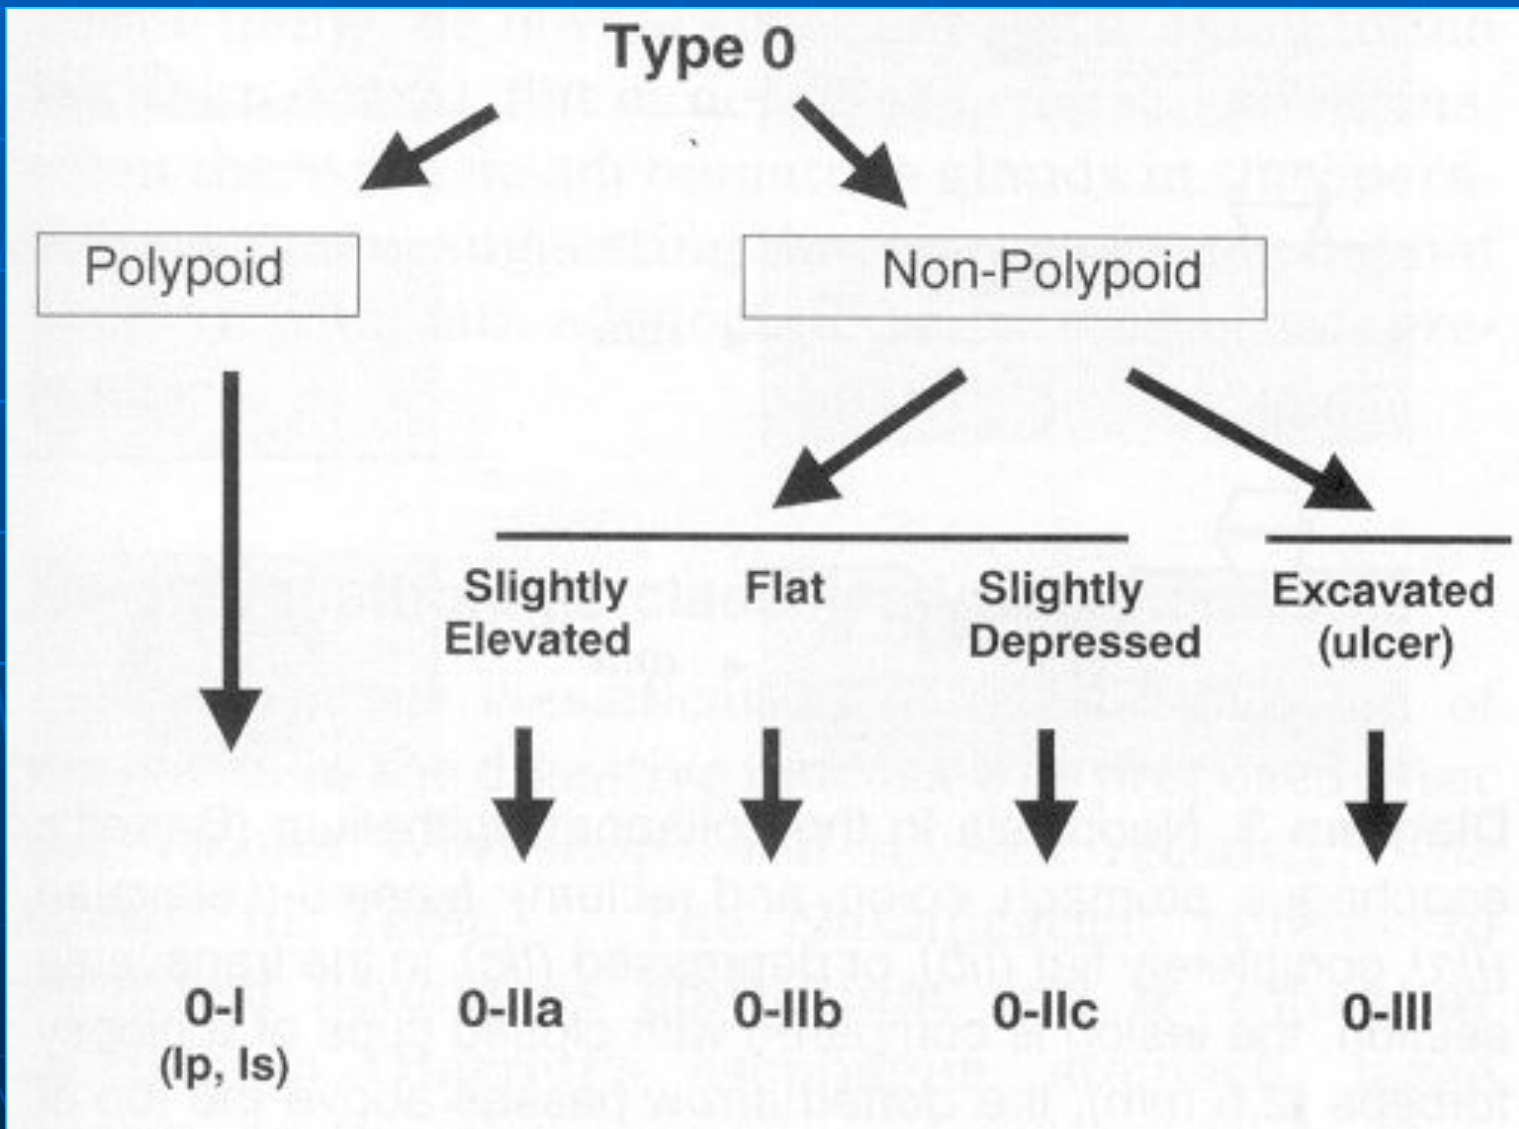 Type 0
Polypoid
Non-Polypoid
Slightly
Elevated
Flat
Slightly
Depressed
Excavated
(ulcer)
0-I
(Ip, Is)
0-IIa
0-IIb
0-IIc
0-III